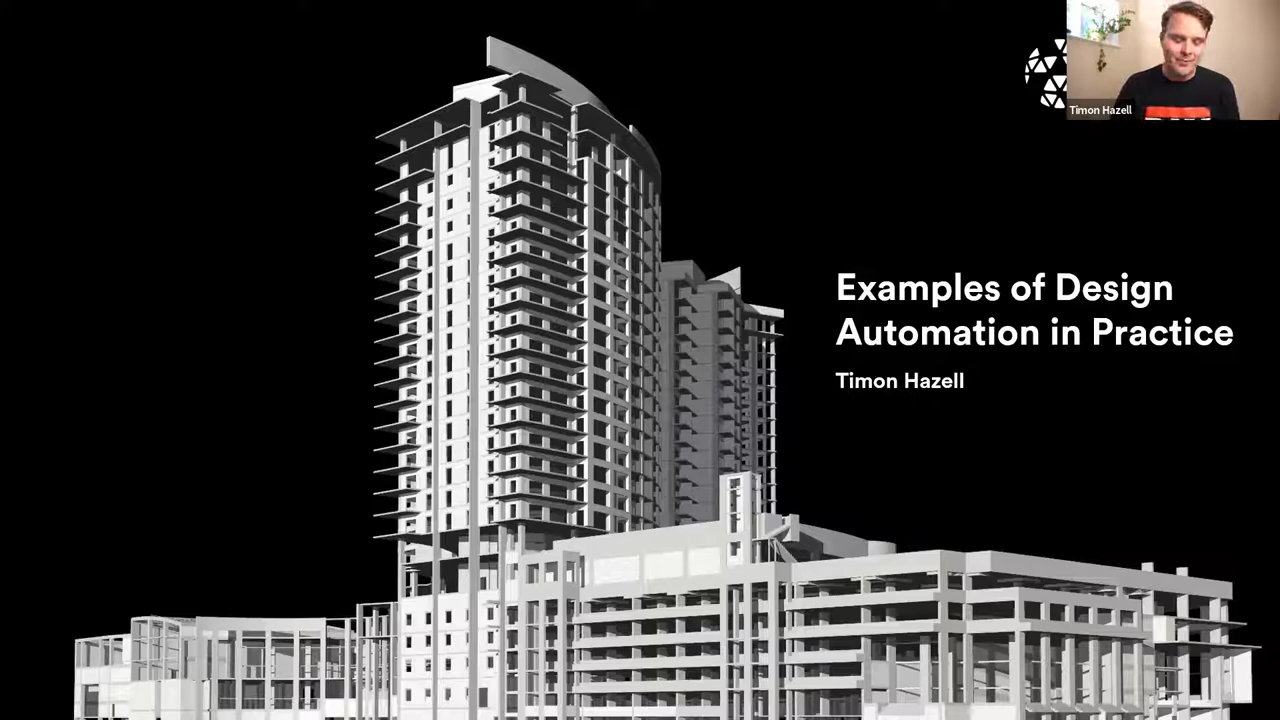 Timon Hazell
Examples of Design
Automation in Practice
Timon Hazell